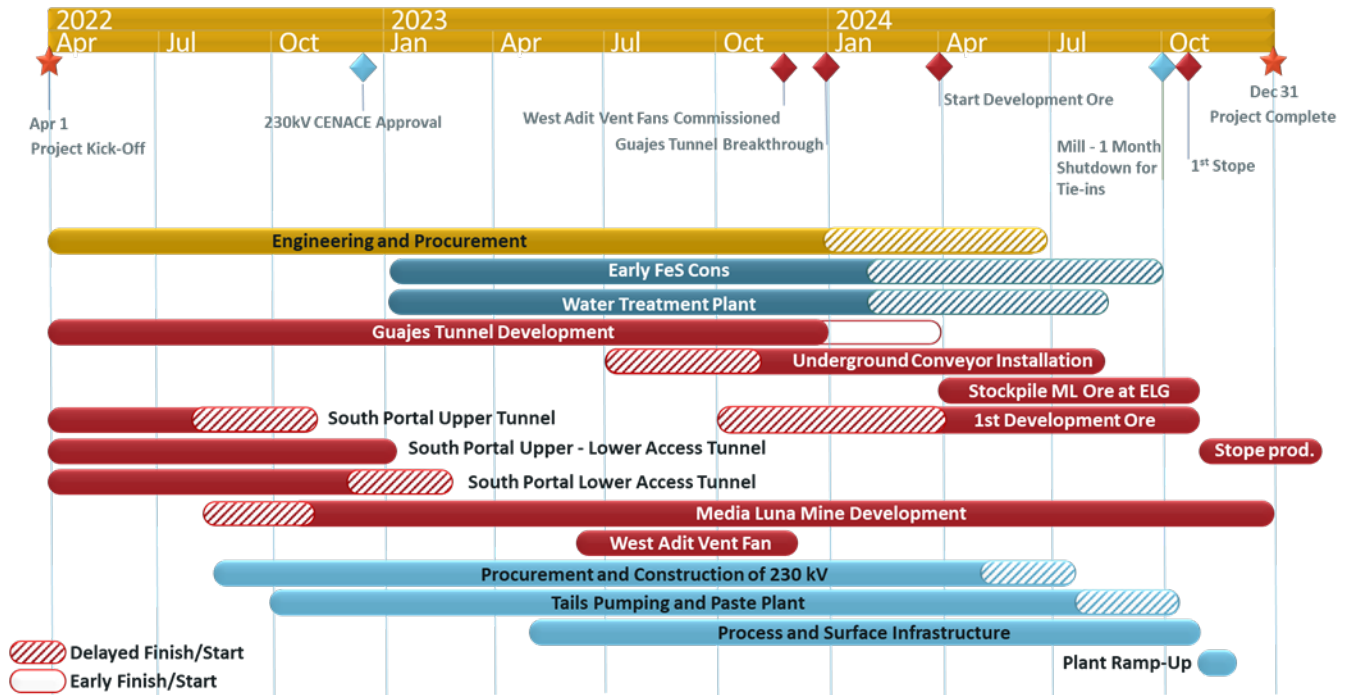 2022 2023 2024
Apr Jul Oct Jan Apr Jul Oct Jan Apr Jul Oct
Apr 1
Project Kick-Off
230kV CENACE Approval
West Adit Vent Fans Commissioned
Guajes Tunnel Breakthrough
Start Development Ore
Mill - 1 Month
Shutdown for
Tie-ins
1st Stope
Dec 31
Project Complete
Engineering and Procurement
Early FeS Cons
Water Treatment Plant
Guajes Tunnel Development
Underground Conveyor Installation
Stockpile ML Ore at ELG
South Portal Upper Tunnel
1st Development Ore
South Portal Upper - Lower Access Tunnel
Stope prod.
South Portal Lower Access Tunnel
Media Luna Mine Development
West Adit Vent Fan
Procurement and Construction of 230 kV
Tails Pumping and Paste Plant
Process and Surface Infrastructure
Plant Ramp-Up
Delayed Finish/Start
Early Finish/Start